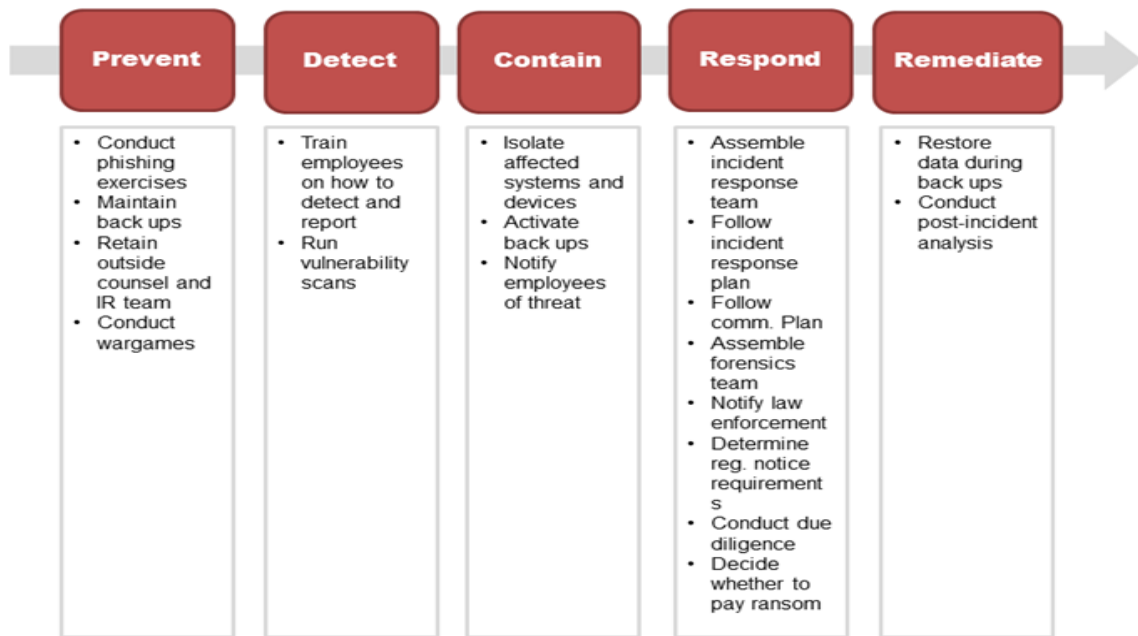 Prevent
Detect
Contain
Respond
Remediate
• Conduct
phishing
exercises
• Maintain
back ups
• Retain
outside
counsel and
IR team
• Conduct
wargames
• Train
employees
on how to
detect and
report
• Run
vulnerability
scans
• Isolate
affected
systems and
devices
• Activate
back ups
• Notify
employees
of threat
• Assemble
incident
response
team
• Follow
incident
response
plan
• Follow
comm. Plan
• Assemble
forensics
team
• Notify law
enforcement
• Determine
reg. notice
requirement
s
• Conduct due
diligence
• Decide
whether to
pay ransom
• Restore
data during
back ups
• Conduct
post-incident
analysis